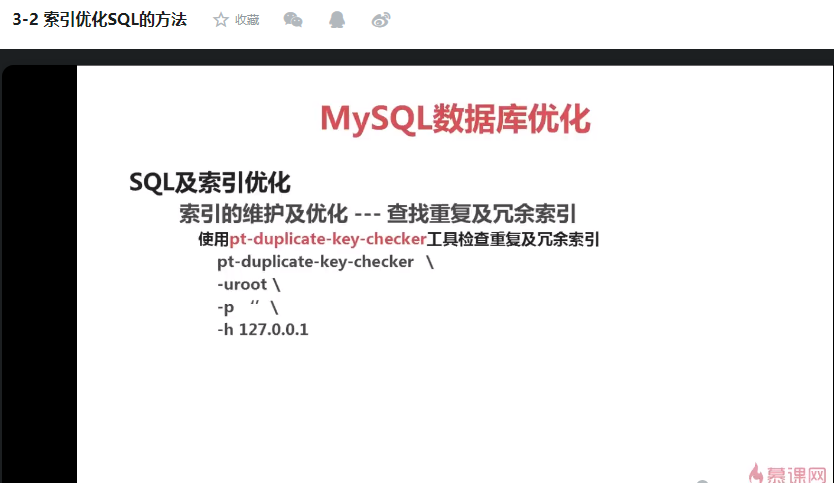 3-2 索引优化SQL的方法 收藏
MySQL数据库优化
SQL及索引优化
索引的维护及优化 --- 查找重复及冗余索引
使用pt-duplicate-key-checker工具检查重复及冗余索引
pt-duplicate-key-checker \
-uroot \
-p ‘’ \
-h 127.0.0.1
慕课网